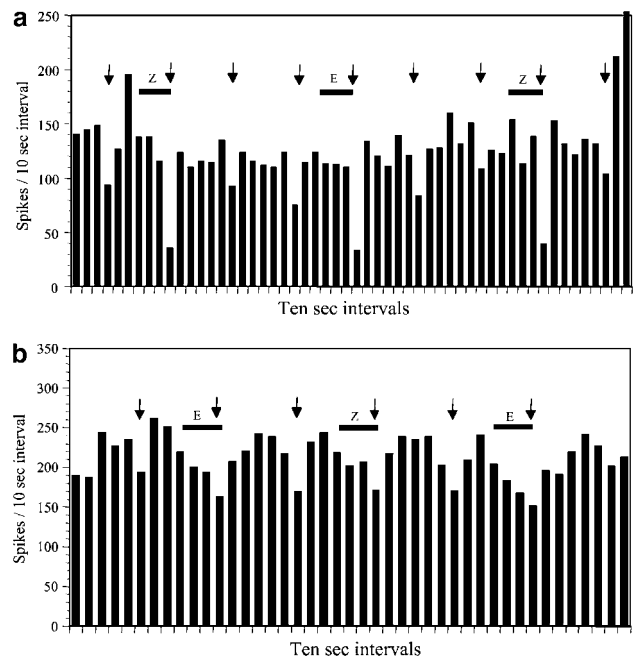 a
250
200
150
100
50
0
Spikes / 10 sec interval
Z E Z
Ten sec intervals
b
350
300
250
200
150
100
50
0
Spikes / 10 sec interval
E Z E
Ten sec intervals